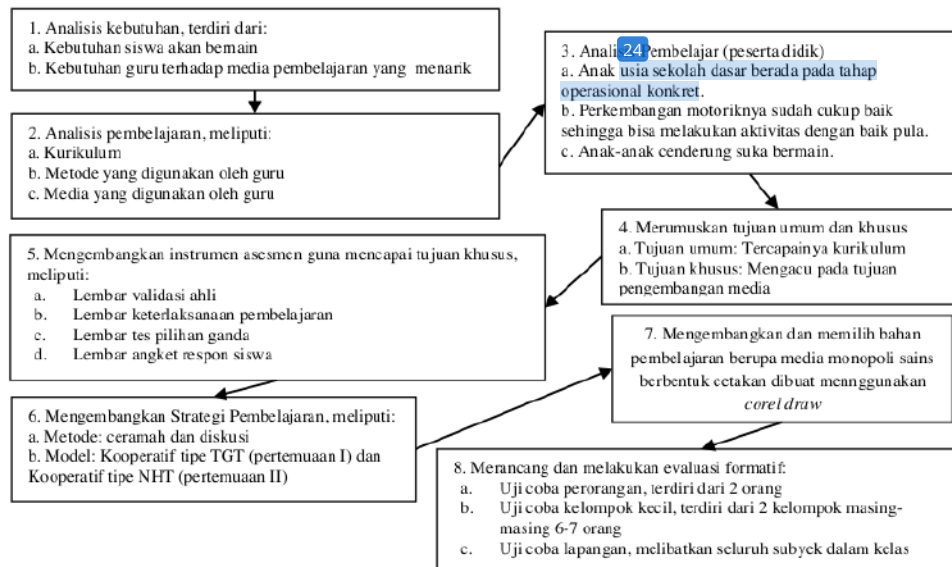 1. Analisis kebutuhan, terdiri dari:
a. Kebutuhan siswa akan bemain
b. Kebutuhan guru terhadap media pembelajaran yang menarik
2. Analisis pembelajaran, meliputi:
a. Kurikulum
b. Metode yang digunakan oleh guru
c. Media yang digunakan oleh guru
3. Analisis 24 Pembelajar (peserta didik)
a. Anak usia sekolah dasar berada pada tahap
operasional konkret.
b. Perkembangan motoriknya sudah cukup baik
sehingga bisa melakukan aktivitas dengan baik pula.
c. Anak-anak cenderung suka bermain.
4. Merumuskan tujuan umum dan khusus
a. Tujuan umum: Tercapainya kurikulum
b. Tujuan khusus: Mengacu pada tujuan
pengembangan media
5. Mengembangkan instrumen asesmen guna mencapai tujuan khusus,
meliputi:
a. Lembar validasi ahli
b. Lembar keterlaksanaan pembelajaran
c. Lembar tes pilihan ganda
d. Lembar angket respon siswa
6. Mengembangkan Strategi Pembelajaran, meliputi:
a. Metode: ceramah dan diskusi
b. Model: Kooperatif tipe TGT (pertemuaan I) dan
Kooperatif tipe NHT (pertemuaan II)
7. Mengembangkan dan memilih bahan
pembelajaran berupa media monopoli sains
berbentuk cetakan dibuat mennggunakan
corel draw
8. Merancang dan melakukan evaluasi formatif:
a. Uji coba perorangan, terdiri dari 2 orang
b. Uji coba kelompok kecil, terdiri dari 2 kelompok masing-
masing 6-7 orang
c. Uji coba lapangan, melibatkan seluruh subyek dalam kelas